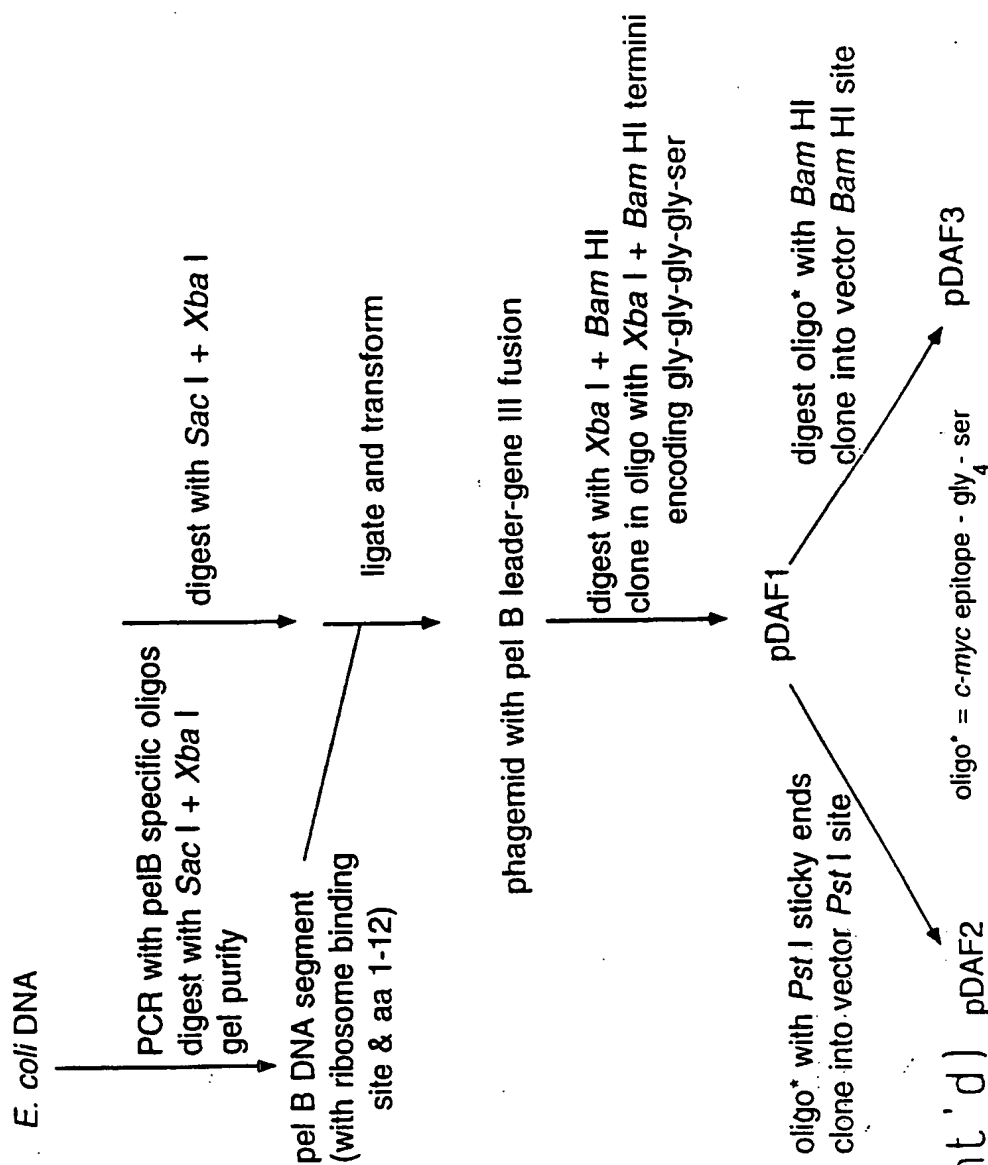 E. coli DNA
PCR with pelB specific oligos
digest with Sac I + Xba I
gel purify
digest with Sac I + Xba I
pel B DNA segment
(with ribosome binding
site & aa 1-12)
ligate and transform
phagemid with pel B leader-gene III fusion
digest with Xba I + Bam HI
clone in oligo with Xba I + Bam HI termini
encoding gly-gly-gly-gly-ser
pDAF1
oligo* with Pst I sticky ends
clone into vector Pst I site
digest oligo* with Bam HI
clone into vector Bam HI site
pDAF2
oligo* = c-myc epitope - gly4 - ser
pDAF3
nt'd)